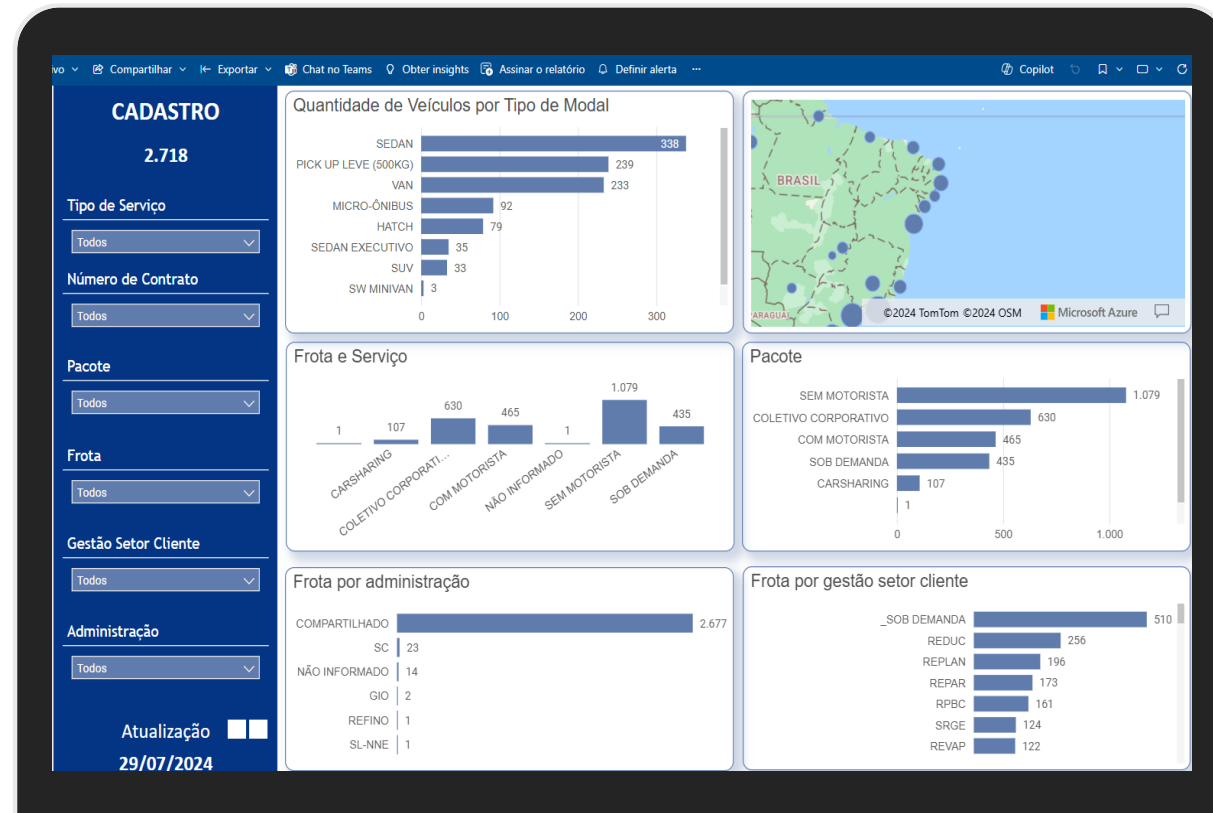 vo Compartilhar Exportar Chat no Teams Obter insights Assinar o relatório Definir alerta ... Copilot
CADASTRO
2.718
Tipo de Serviço
Todos
Número de Contrato
Todos
Pacote
Todos
Frota
Todos
Gestão Setor Cliente
Todos
Administração
Todos
Atualização
29/07/2024
Quantidade de Veículos por Tipo de Modal
SEDAN 338
PICK UP LEVE (500KG) 239
VAN 233
MICRO-ÔNIBUS 92
HATCH 79
SEDAN EXECUTIVO 35
SUV 33
SW MINIVAN 3
0 100 200 300
BRASIL
PARAGUAI
©2024 TomTom ©2024 OSM Microsoft Azure
Frota e Serviço
1 107 630 465 1 1.079 435
CARSHARING
COLETIVO CORPORATI...
COM MOTORISTA
NÃO INFORMADO
SEM MOTORISTA
SOB DEMANDA
Pacote
SEM MOTORISTA 1.079
COLETIVO CORPORATIVO 630
COM MOTORISTA 465
SOB DEMANDA 435
CARSHARING 107
1
0 500 1.000
Frota por administração
COMPARTILHADO 2.677
SC 23
NÃO INFORMADO 14
GIO 2
REFINO 1
SL-NNE 1
Frota por gestão setor cliente
_SOB DEMANDA 510
REDUC 256
REPLAN 196
REPAR 173
RPBC 161
SRGE 124
REVAP 122